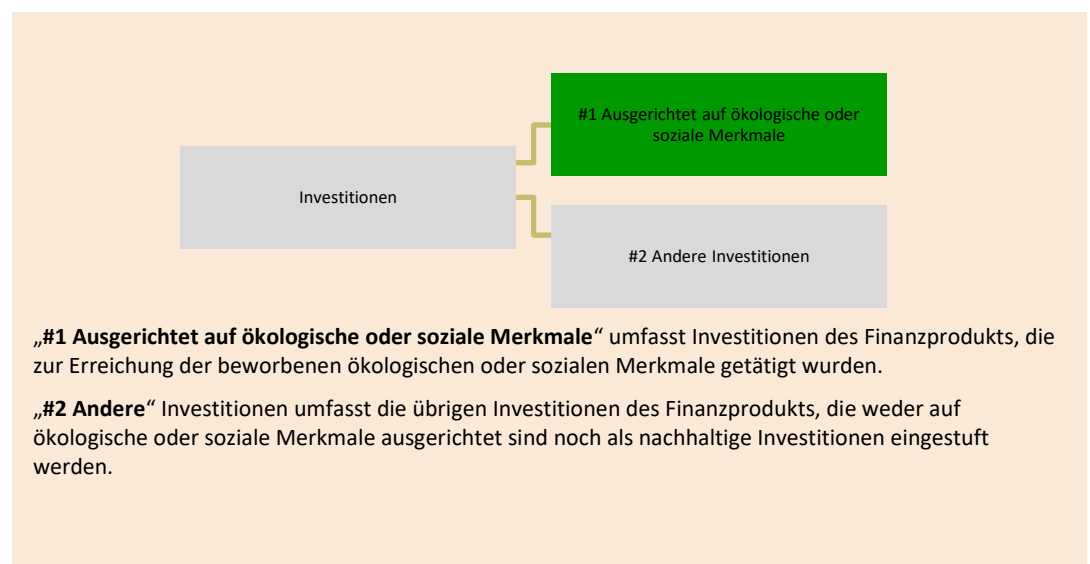 #1 Ausgerichtet auf ökologische oder
soziale Merkmale
Investitionen
#2 Andere Investitionen
„#1 Ausgerichtet auf ökologische oder soziale Merkmale“ umfasst Investitionen des Finanzprodukts, die
zur Erreichung der beworbenen ökologischen oder sozialen Merkmale getätigt wurden.
„#2 Andere“ Investitionen umfasst die übrigen Investitionen des Finanzprodukts, die weder auf
ökologische oder soziale Merkmale ausgerichtet sind noch als nachhaltige Investitionen eingestuft
werden.